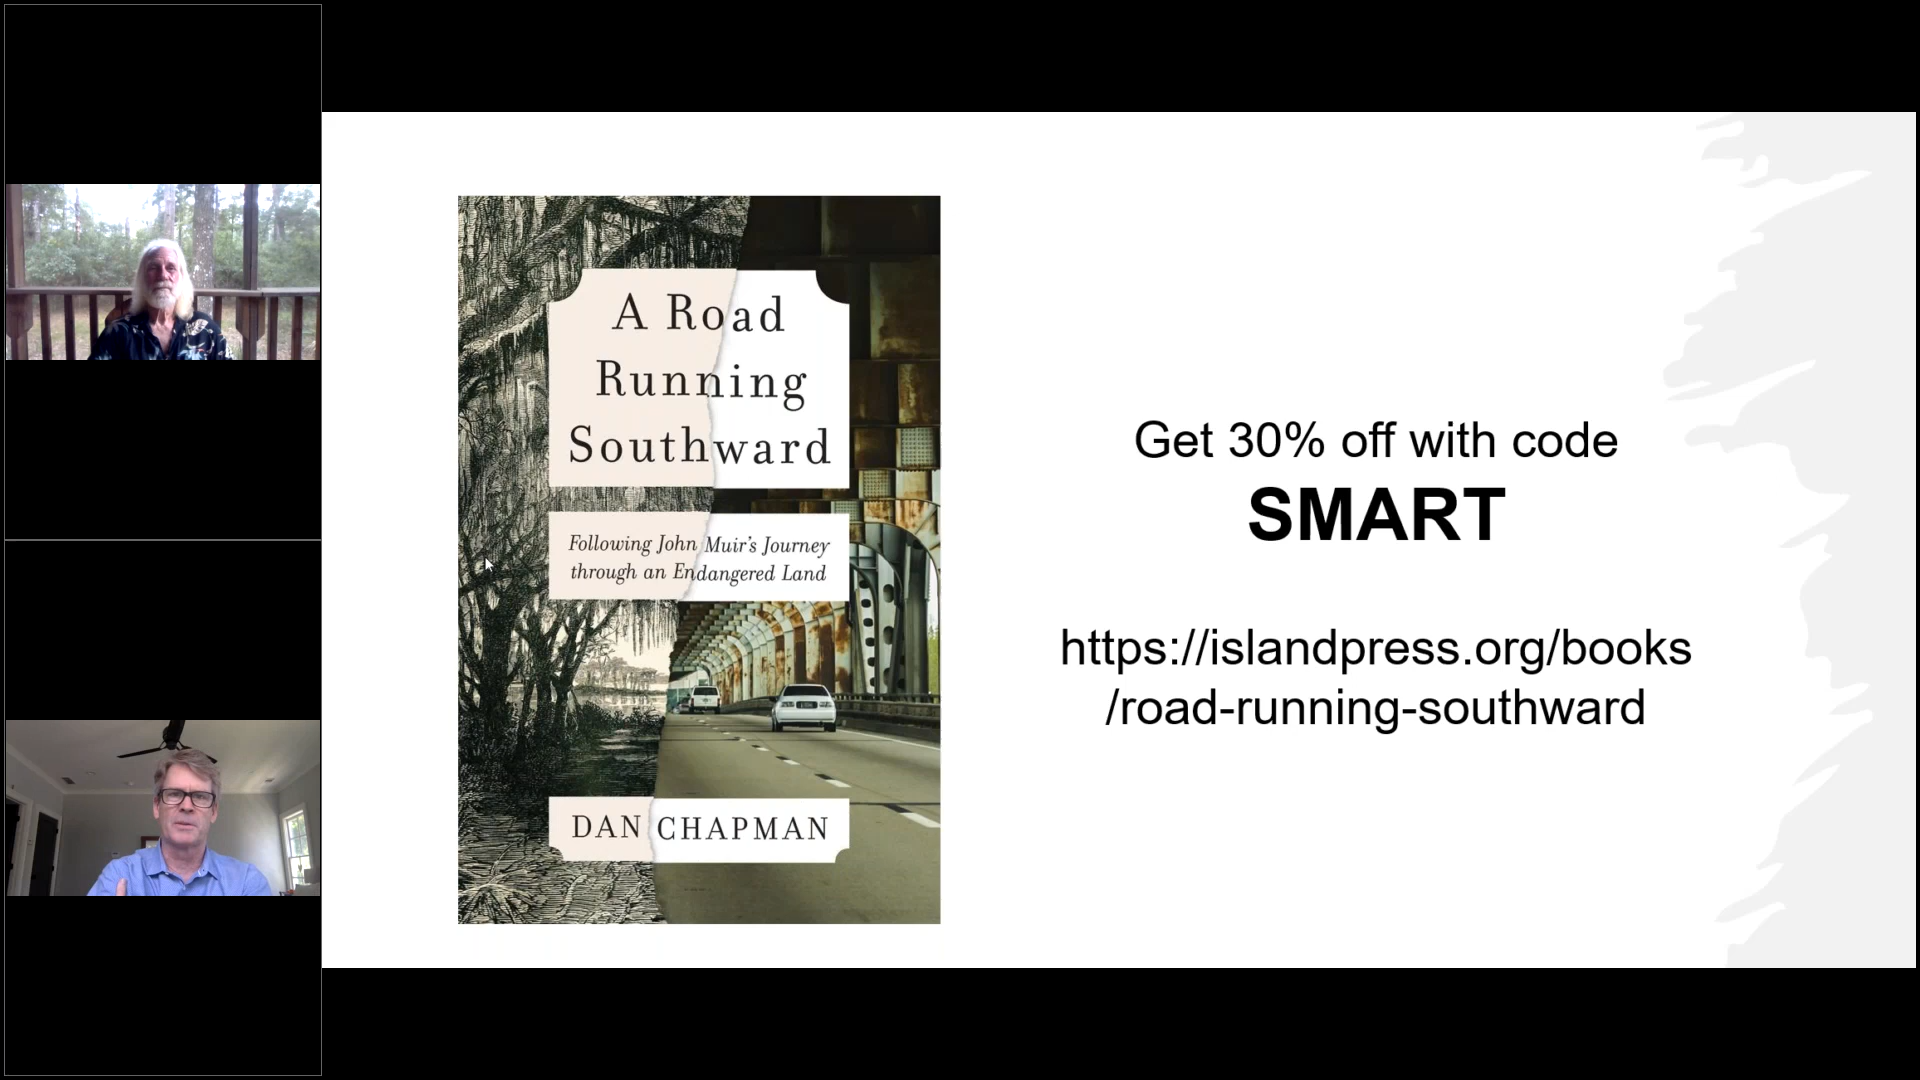 A Road
Running
Southward
Following John Muir's Journey
through an Endangered Land
DAN CHAPMAN
Get 30% off with code
SMART
https://islandpress.org/books
/road-running-southward